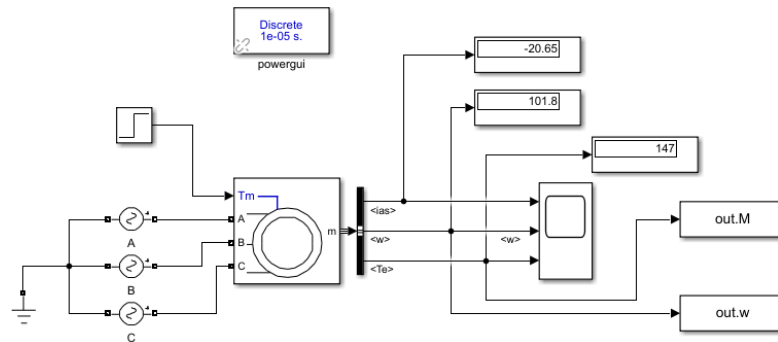 Discrete
1e-05 s.
powergui
-20.65
101.8
147
Tm
A
B
C
m
<ias>
<w>
<w>
<Te>
A
B
C
out.M
out.w